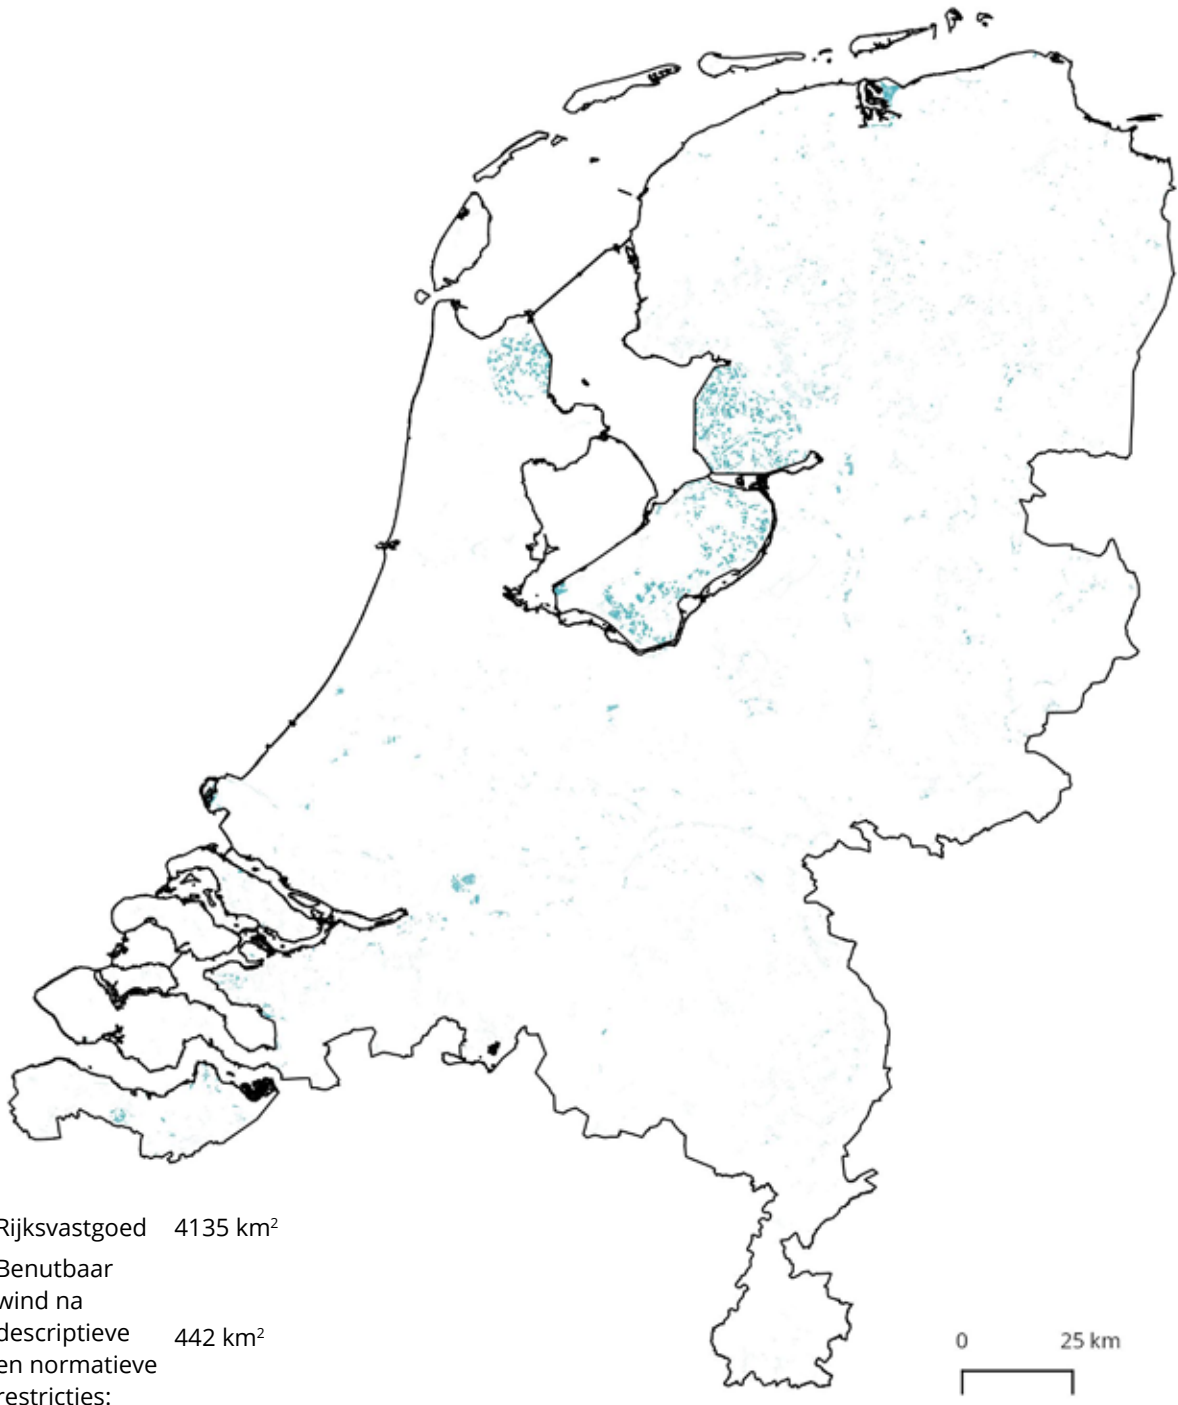 Rijksvastgoed 4135 km²
Benutbaar
wind na
descriptieve 442 km²
en normatieve
restricties:
0 25 km